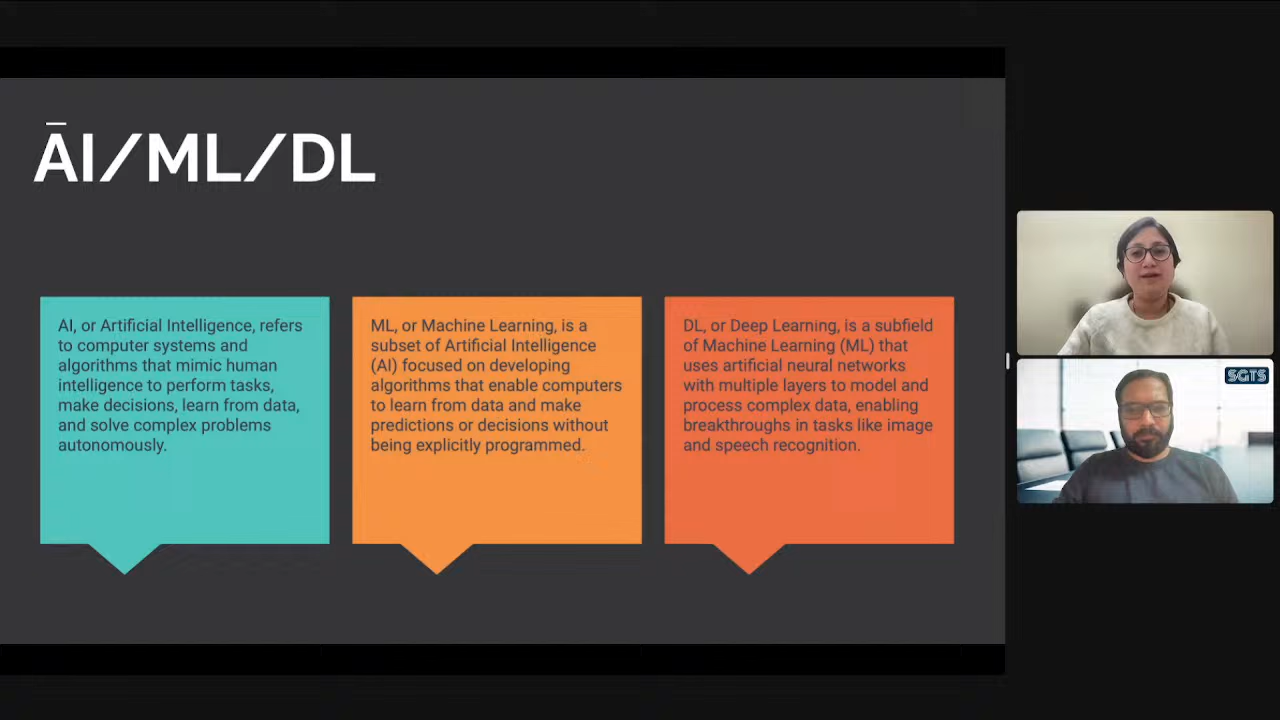 AI/ML/DL
AI, or Artificial Intelligence, refers
to computer systems and
algorithms that mimic human
intelligence to perform tasks,
make decisions, learn from data,
and solve complex problems
autonomously.
ML, or Machine Learning, is a
subset of Artificial Intelligence
(AI) focused on developing
algorithms that enable computers
to learn from data and make
predictions or decisions without
being explicitly programmed.
DL, or Deep Learning, is a subfield
of Machine Learning (ML) that
uses artificial neural networks
with multiple layers to model and
process complex data, enabling
breakthroughs in tasks like image
and speech recognition.
SGTS